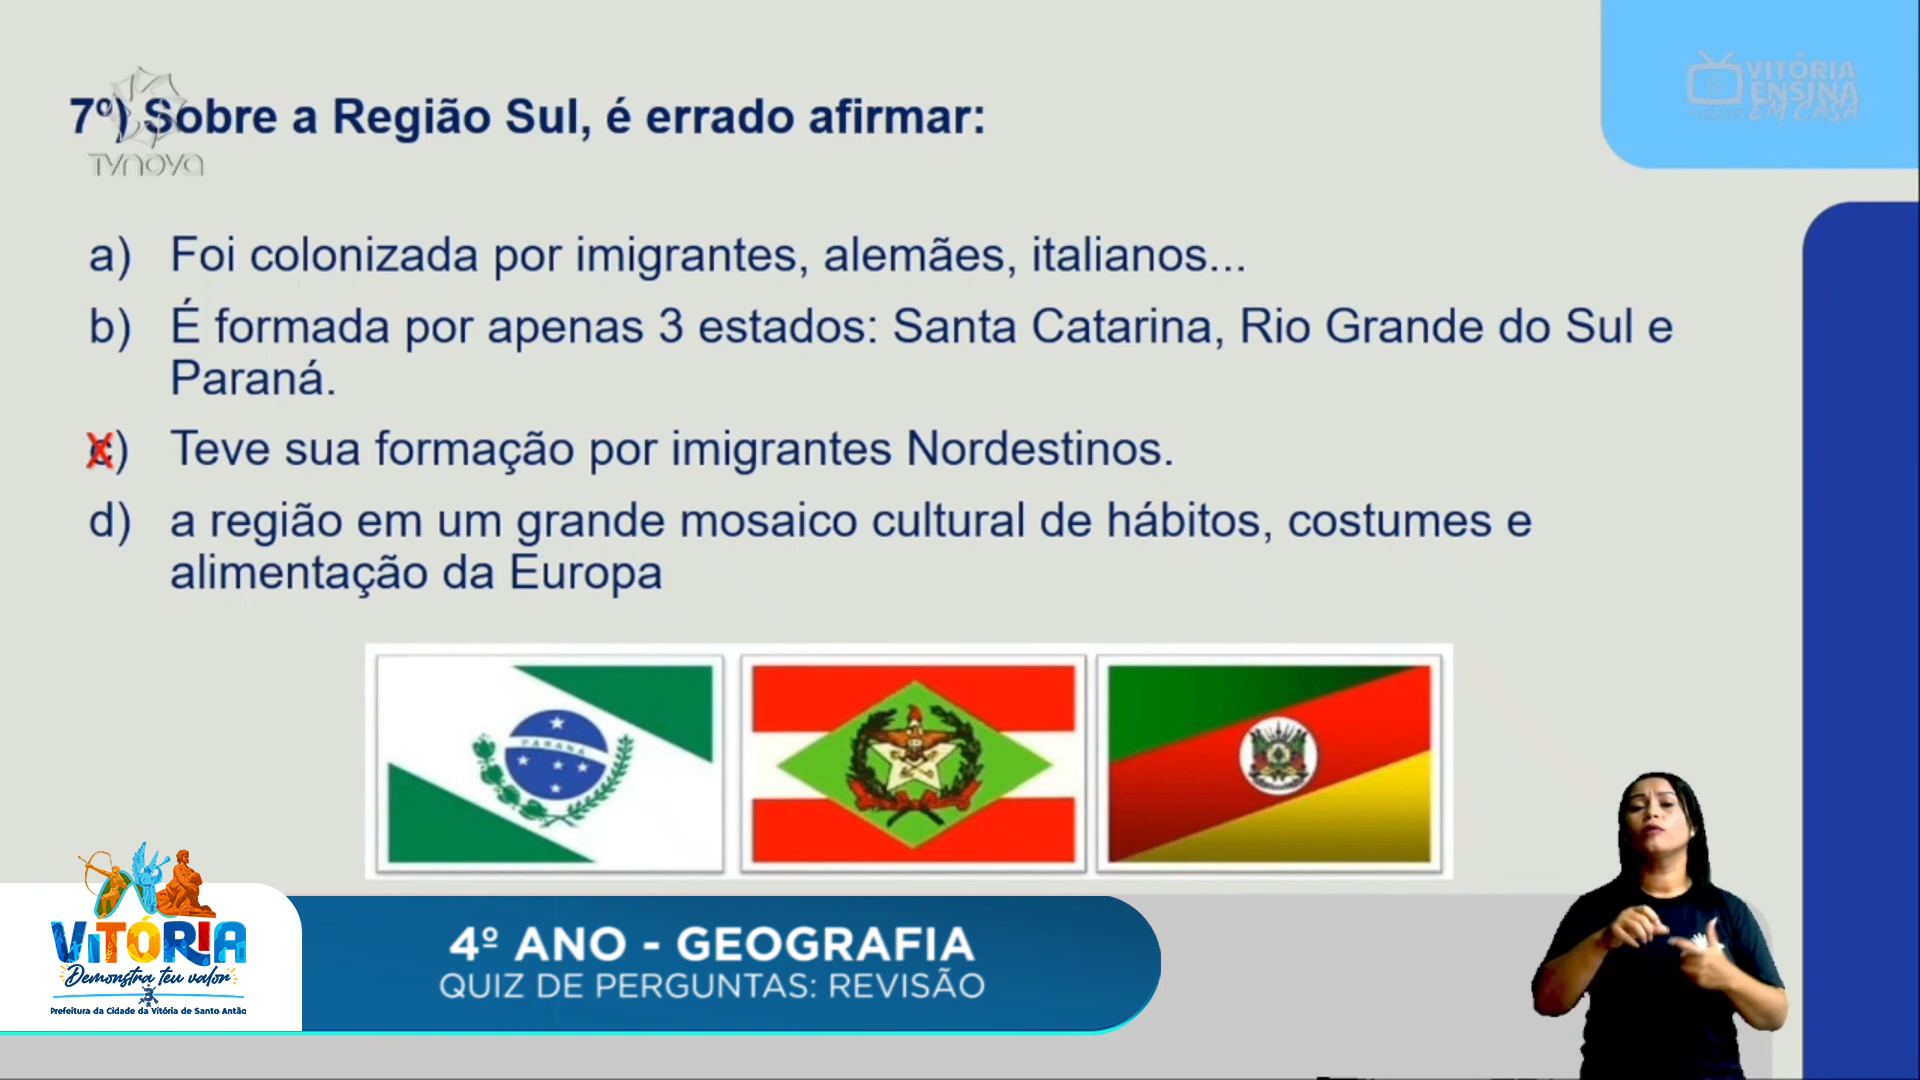 7º) Sobre a Região Sul, é errado afirmar:
TVNOVA
VITÓRIA
ENSINA
EM CASA
a) Foi colonizada por imigrantes, alemães, italianos...
b) É formada por apenas 3 estados: Santa Catarina, Rio Grande do Sul e
Paraná.
c) Teve sua formação por imigrantes Nordestinos.
d) a região em um grande mosaico cultural de hábitos, costumes e
alimentação da Europa
PARANÁ
VITÓRIA
Demonstra teu valor
Prefeitura da Cidade da Vitória de Santo Antão
4º ANO - GEOGRAFIA
QUIZ DE PERGUNTAS: REVISÃO